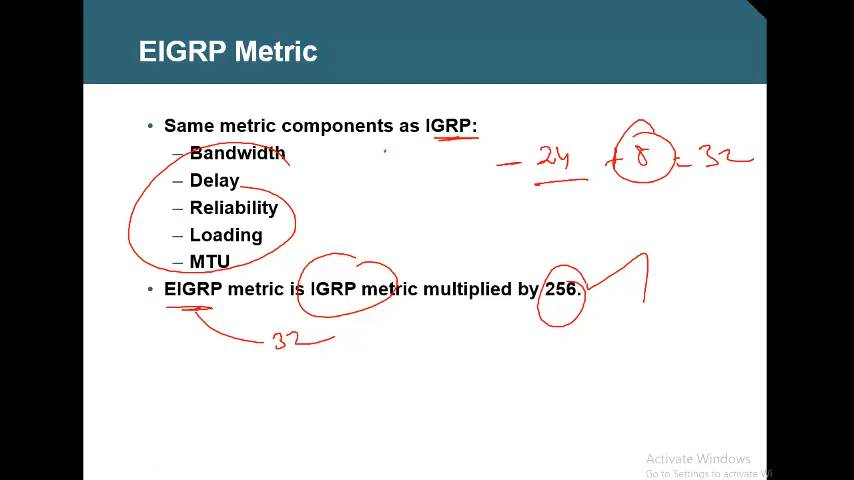 EIGRP Metric
• Same metric components as IGRP:
– Bandwidth
– 24 + 8 = 32
– Delay
– Reliability
– Loading
– MTU
• EIGRP metric is IGRP metric multiplied by 256.
32
Activate Windows
Go to Settings to activate Wi